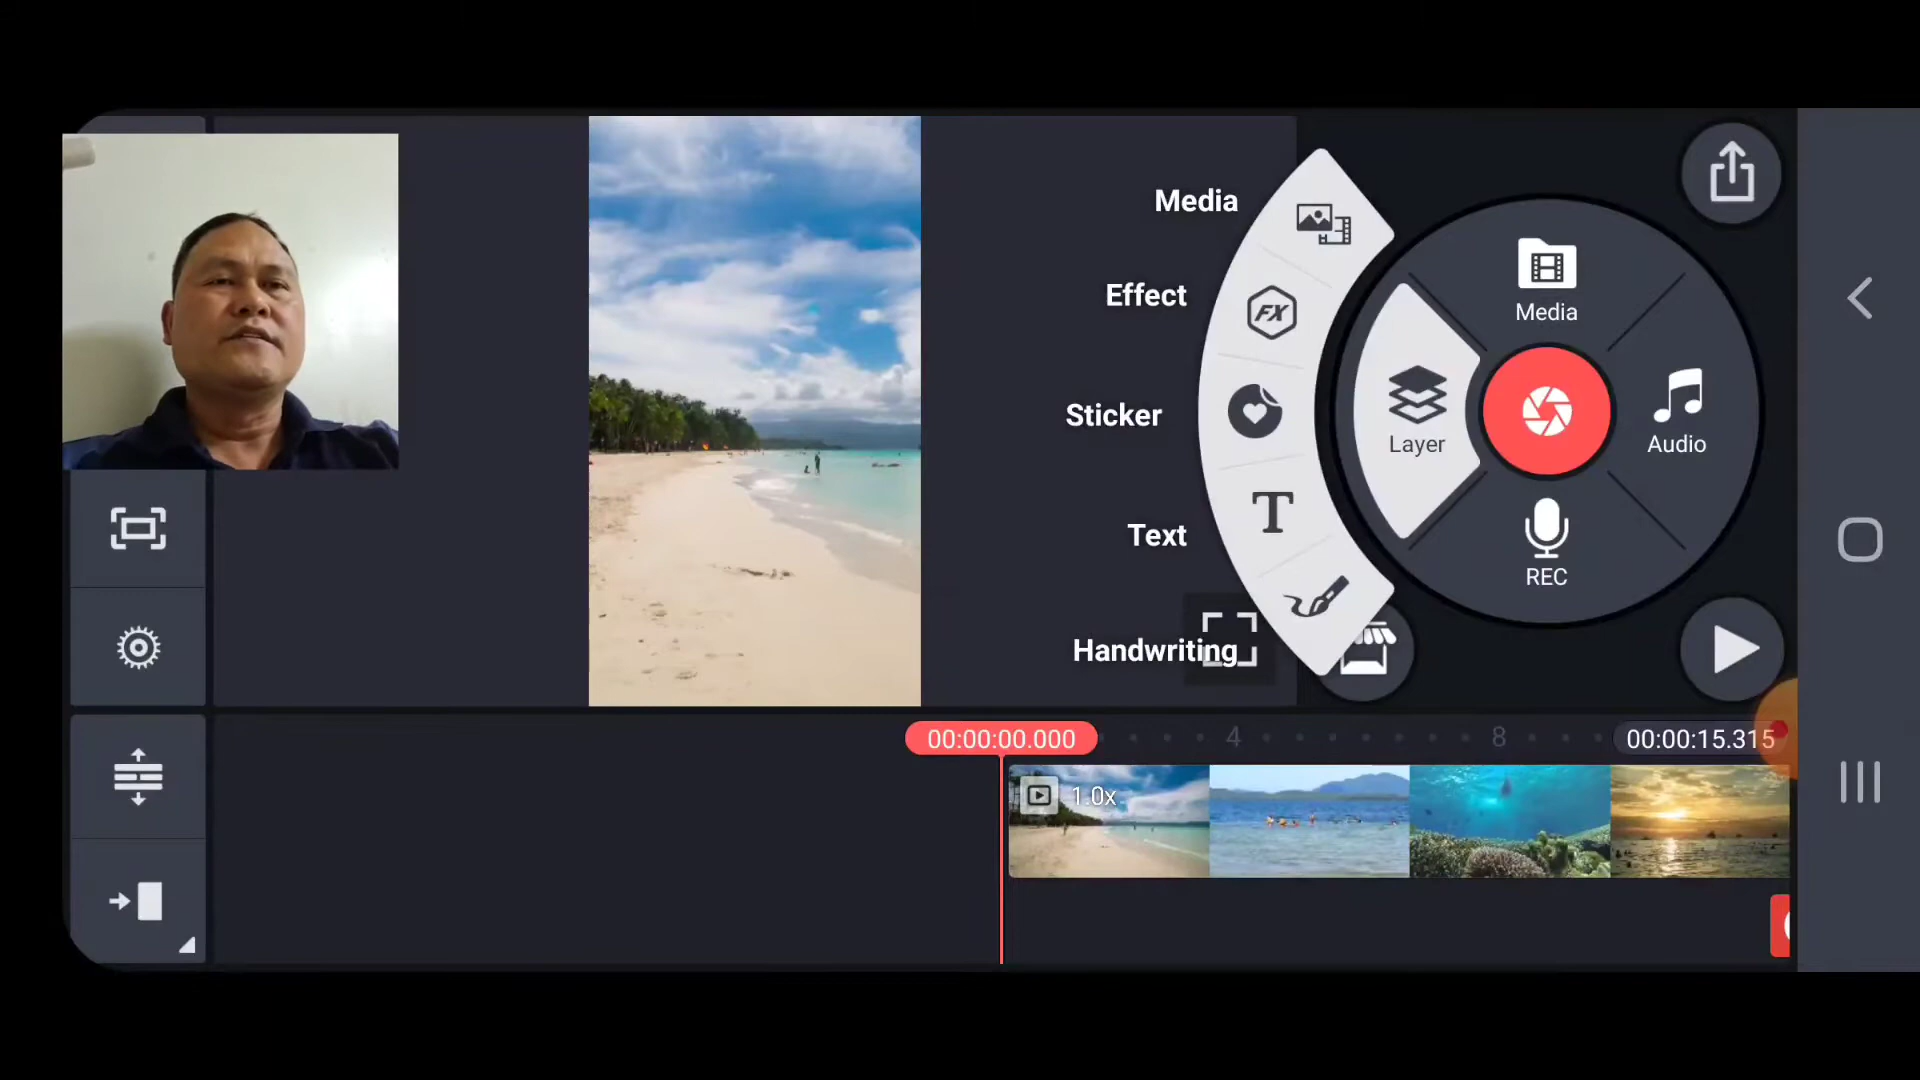 Media
Effect
FX
Sticker
Text
T
Handwriting
Media
Layer
Audio
REC
00:00:00.000
4
8
00:00:15.315
1.0x